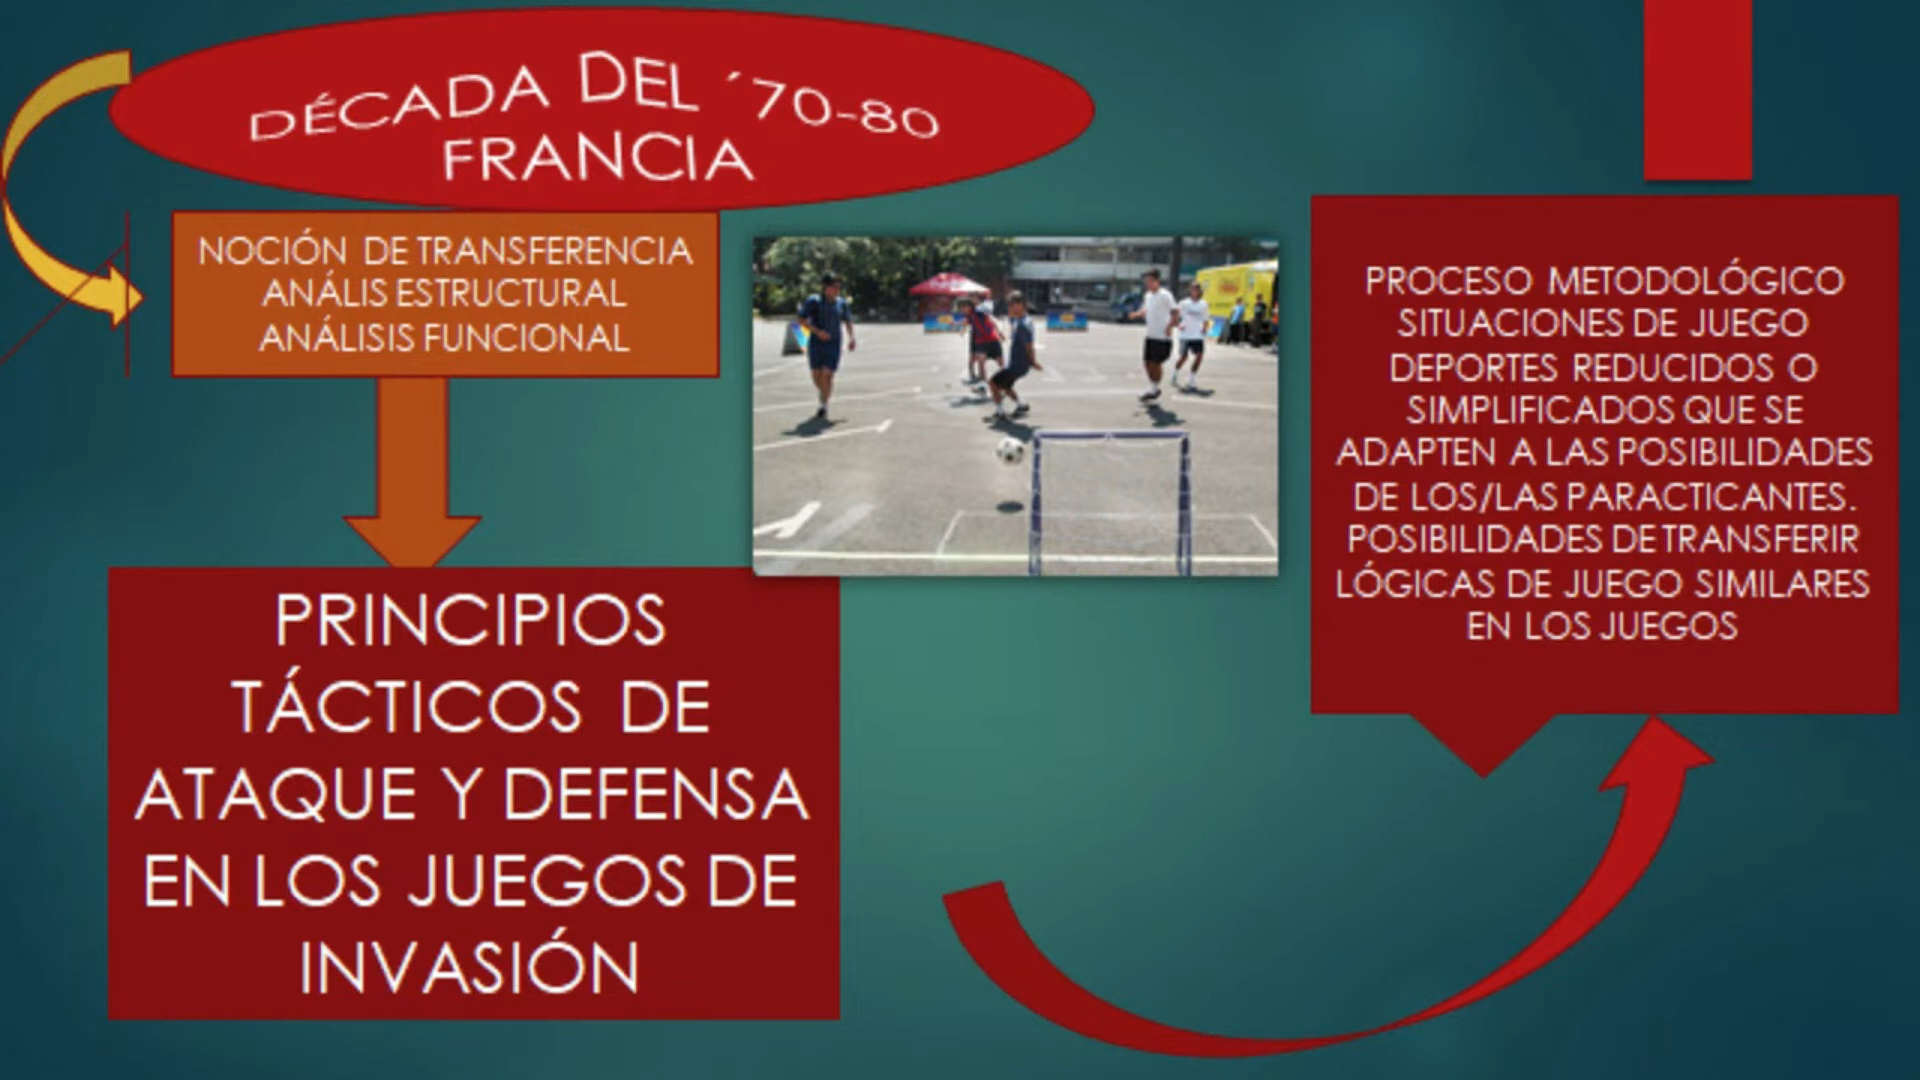 DÉCADA DEL ´70-80
FRANCIA
NOCIÓN DE TRANSFERENCIA
ANÁLIS ESTRUCTURAL
ANÁLISIS FUNCIONAL
PRINCIPIOS
TÁCTICOS DE
ATAQUE Y DEFENSA
EN LOS JUEGOS DE
INVASIÓN
PROCESO METODOLÓGICO
SITUACIONES DE JUEGO
DEPORTES REDUCIDOS O
SIMPLIFICADOS QUE SE
ADAPTEN A LAS POSIBILIDADES
DE LOS/LAS PARACTICANTES.
POSIBILIDADES DE TRANSFERIR
LÓGICAS DE JUEGO SIMILARES
EN LOS JUEGOS